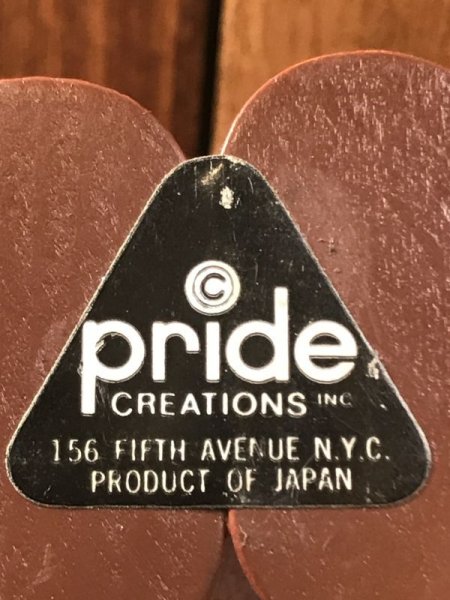 ©
pride
CREATIONS INC
156 FIFTH AVENUE N.Y.C.
PRODUCT OF JAPAN